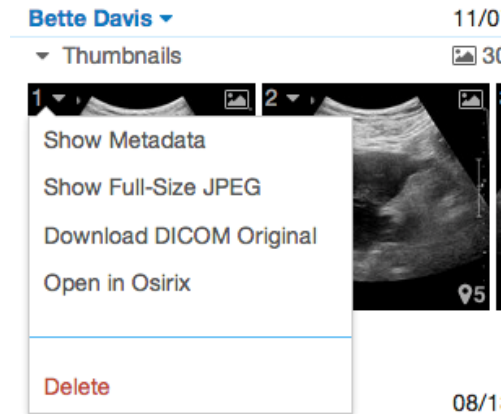 Bette Davis
11/0
Thumbnails
30
1
2
Show Metadata
Show Full-Size JPEG
Download DICOM Original
Open in Osirix
5
Delete
08/1